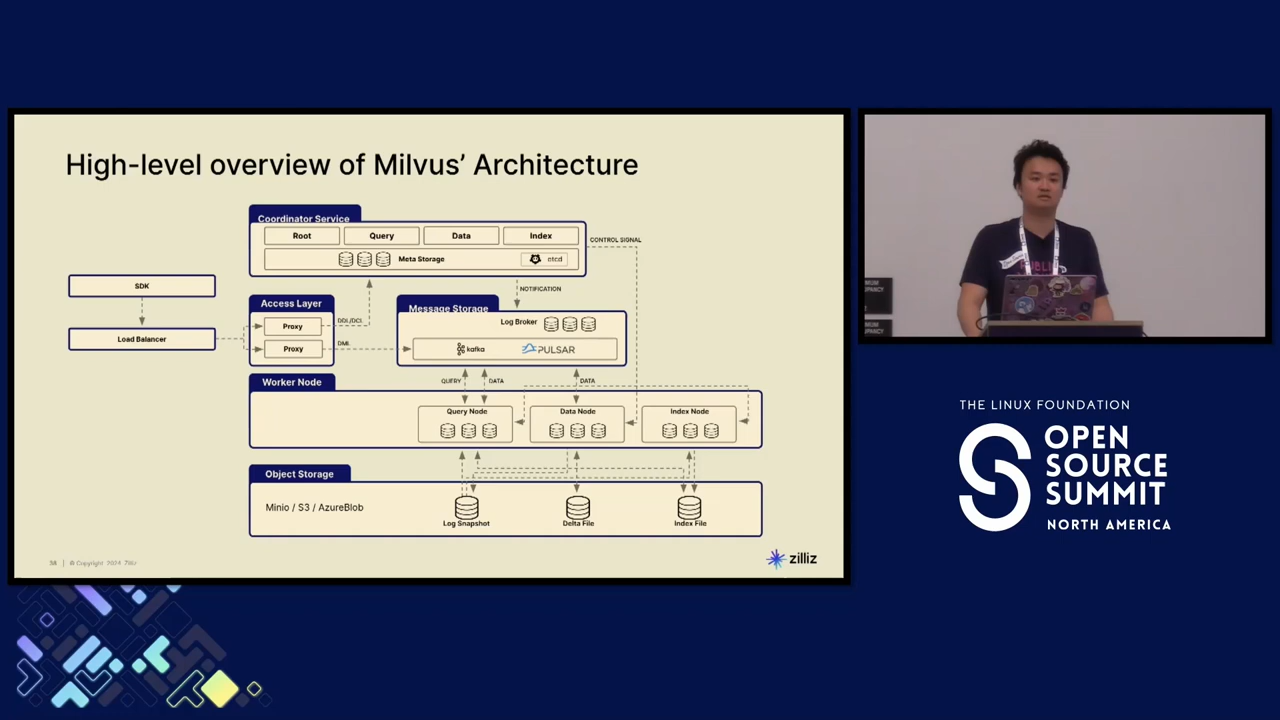 High-level overview of Milvus' Architecture
Coordinator Service
Root
Query
Data
Index
Meta Storage
etcd
CONTROL SIGNAL
SDK
Load Balancer
Access Layer
Proxy
Proxy
DDL/DCL
DML
NOTIFICATION
Message Storage
Log Broker
kafka
PULSAR
QUERY
DATA
DATA
Worker Node
Query Node
Data Node
Index Node
Object Storage
Minio / S3 / AzureBlob
Log Snapshot
Delta File
Index File
© Copyright 2024 Zilliz
zilliz
THE LINUX FOUNDATION
OPEN
SOURCE
SUMMIT
NORTH AMERICA